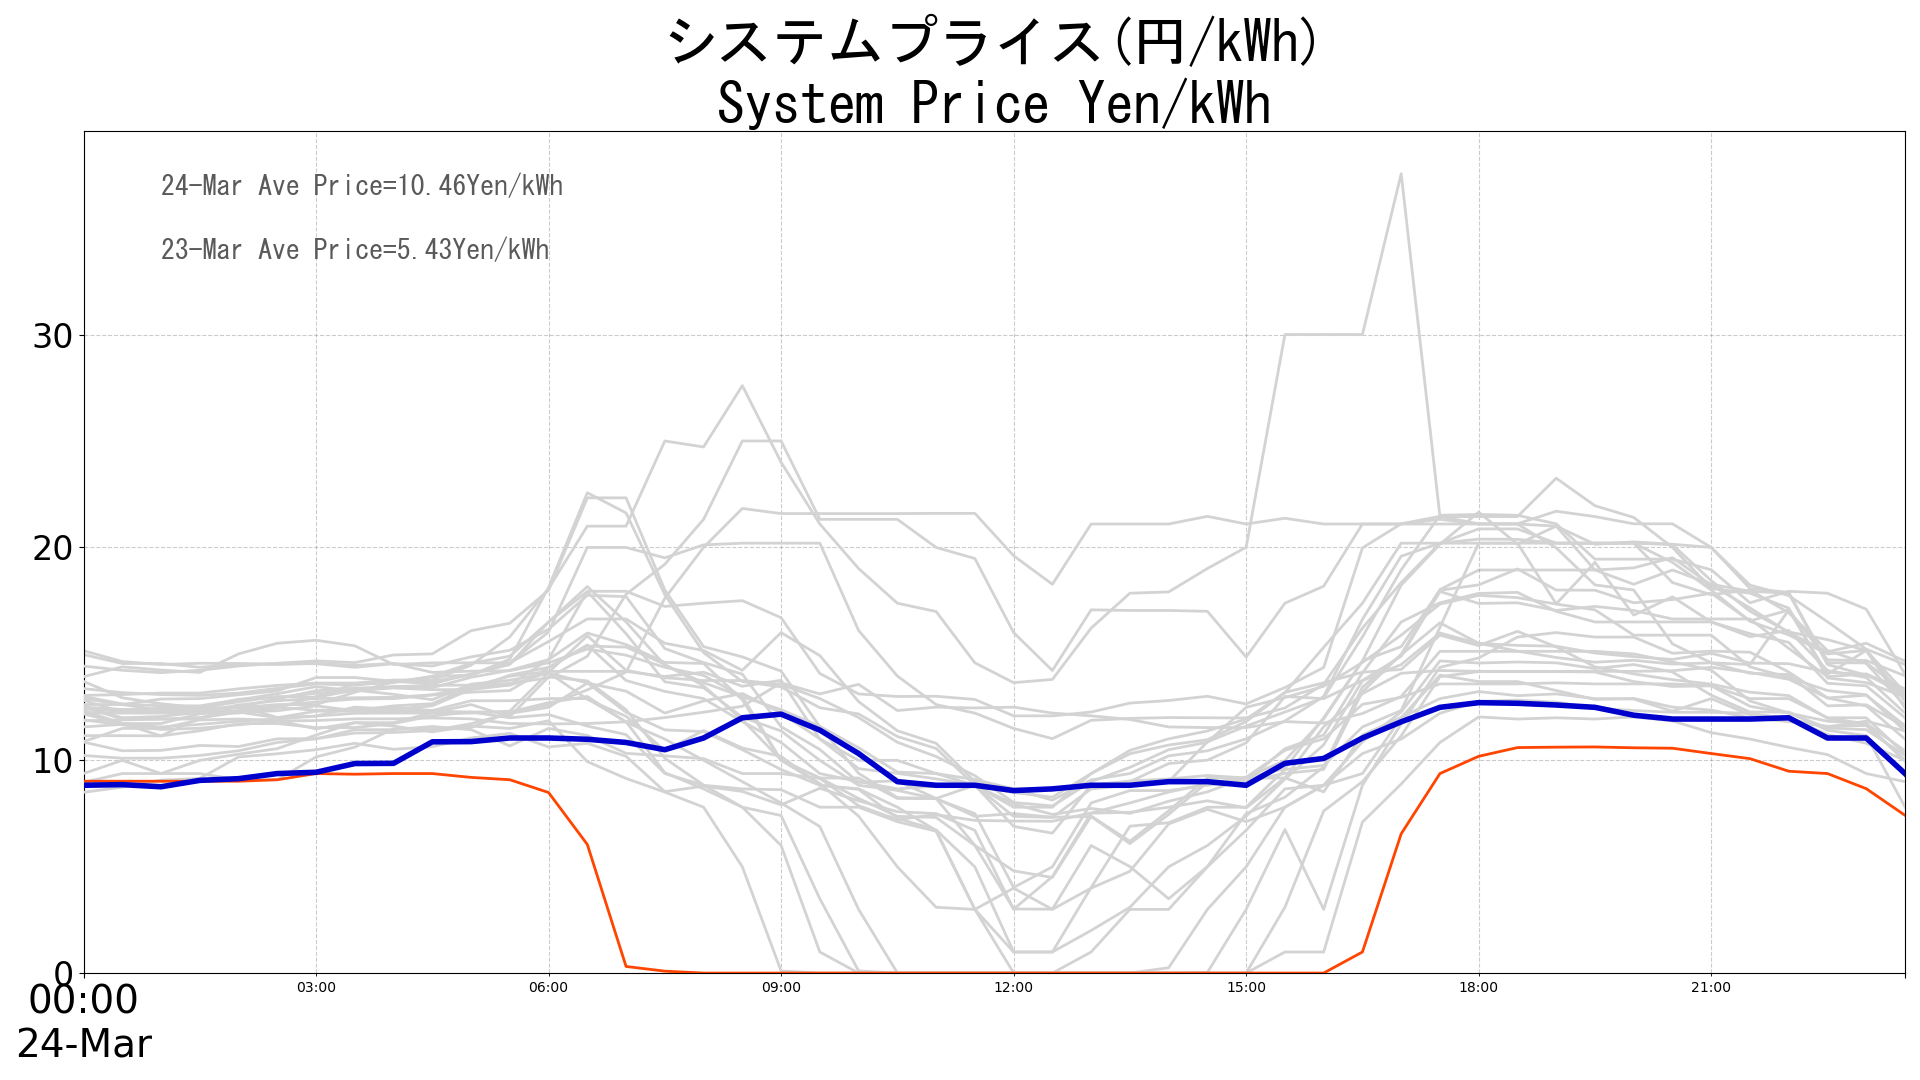 システムプライス(円/kWh)
System Price Yen/kWh
24-Mar Ave Price=10.46Yen/kWh
23-Mar Ave Price=5.43Yen/kWh
30
20
10
0
00:00
24-Mar
03:00
06:00
09:00
12:00
15:00
18:00
21:00